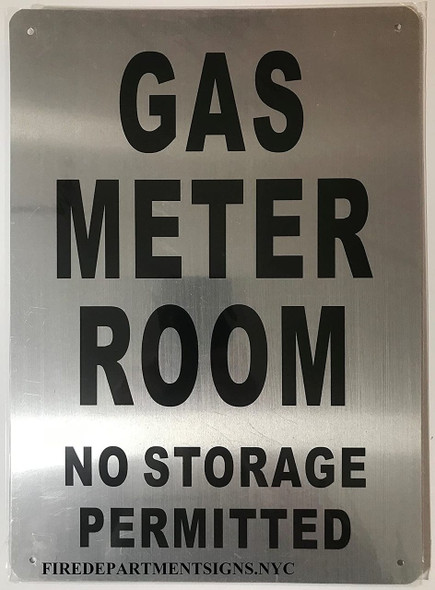 GAS
METER
ROOM
NO STORAGE
PERMITTED
FIREDEPARTMENTSIGNS.NYC